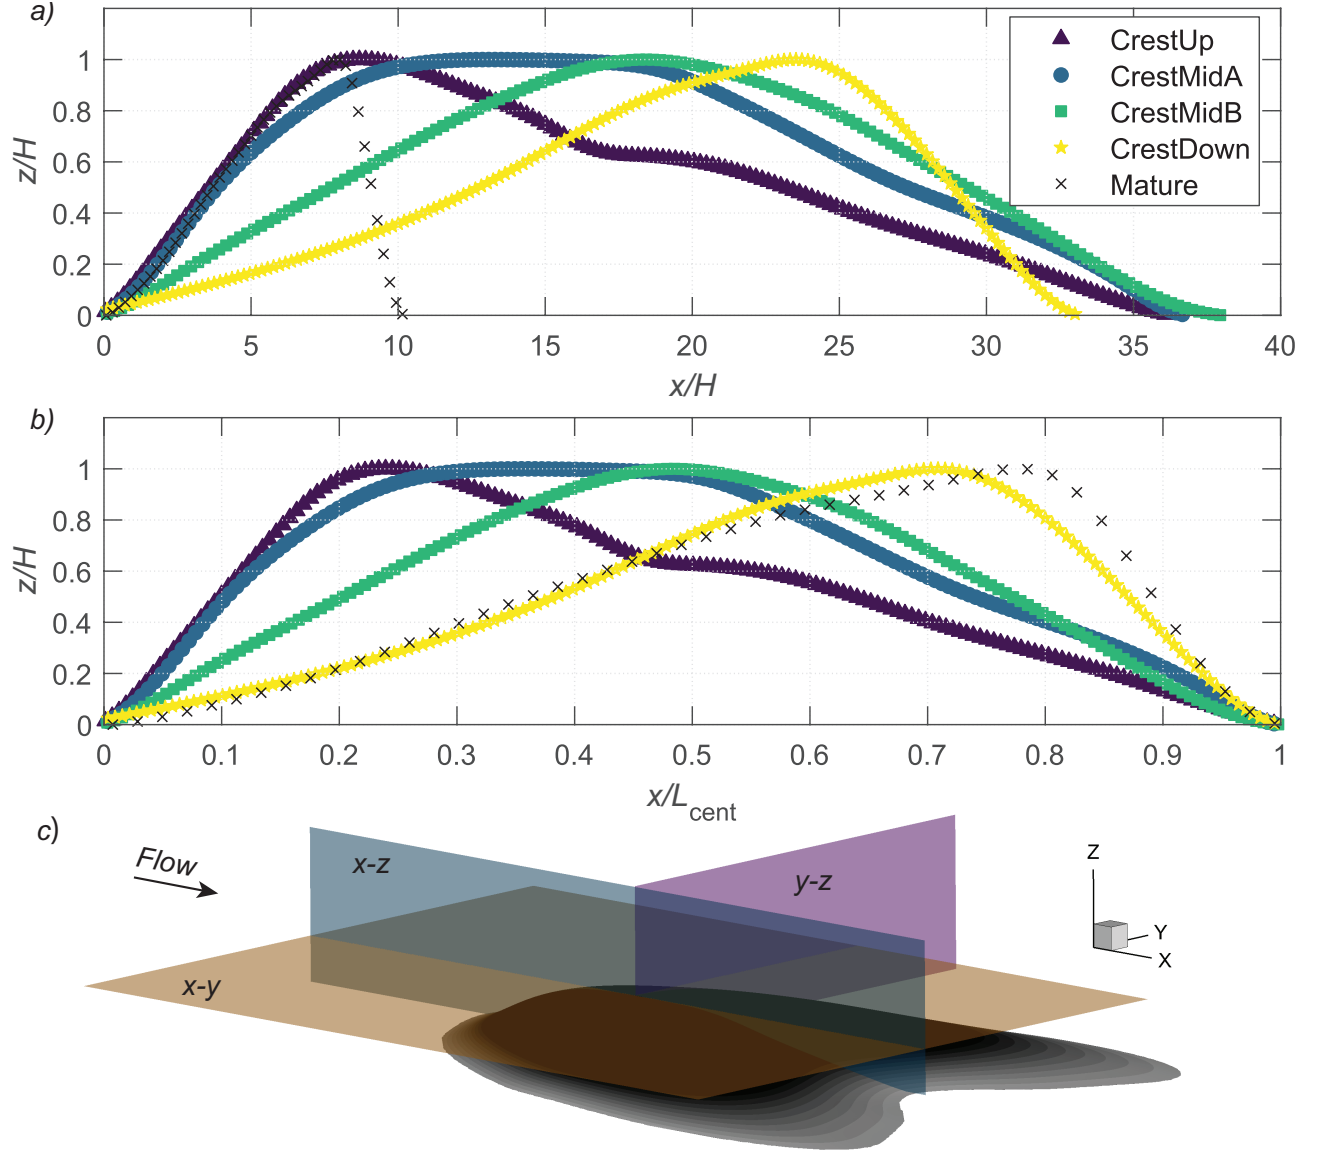 a)
z/H
1
0.8
0.6
0.4
0.2
0
0 5 10 15 20 25 30 35 40
x/H
CrestUp
CrestMidA
CrestMidB
CrestDown
Mature
b)
z/H
1
0.8
0.6
0.4
0.2
0
0 0.1 0.2 0.3 0.4 0.5 0.6 0.7 0.8 0.9 1
x/L_cent
c)
Flow
x-z
y-z
x-y
Z
Y
X